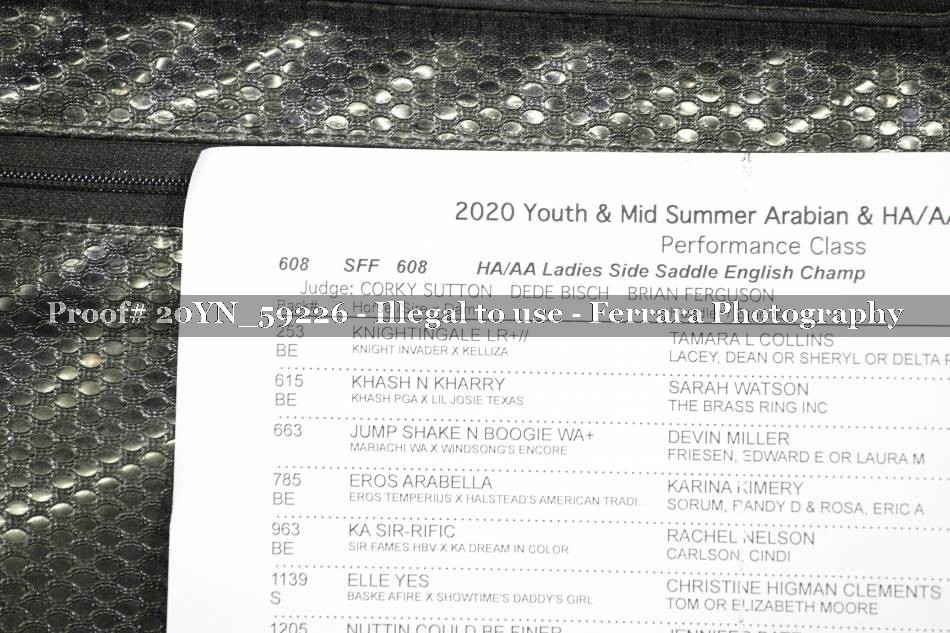 2020 Youth & Mid Summer Arabian & HA/A
Performance Class
608 SFF 608 HA/AA Ladies Side Saddle English Champ
Judge: CORKY SUTTON DEDE BISCH BRIAN FERGUSON
Proof# 20YN_59226 - Illegal to use - Ferrara Photography
253 KNIGHTINGALE LR+// TAMARA L COLLINS
BE KNIGHT INVADER X KELLIZA LACEY, DEAN OR SHERYL OR DELTA
615 KHASH N KHARRY SARAH WATSON
BE KHASH PGA X LIL JOSIE TEXAS THE BRASS RING INC
663 JUMP SHAKE N BOOGIE WA+ DEVIN MILLER
MARIACHI WA X WINDSONG'S ENCORE FRIESEN, EDWARD E OR LAURA M
785 EROS ARABELLA KARINA KIMERY
BE EROS TEMPERIUS X HALSTEAD'S AMERICAN TRADI... SORUM, RANDY D & ROSA, ERIC A
963 KA SIR-RIFIC RACHEL NELSON
BE SIR FAMES HBV X KA DREAM IN COLOR CARLSON, CINDI
1139 ELLE YES CHRISTINE HIGMAN CLEMENTS
S BASKE AFIRE X SHOWTIME'S DADDY'S GIRL TOM OR ELIZABETH MOORE
1205 NUTTIN COULD BE FINER